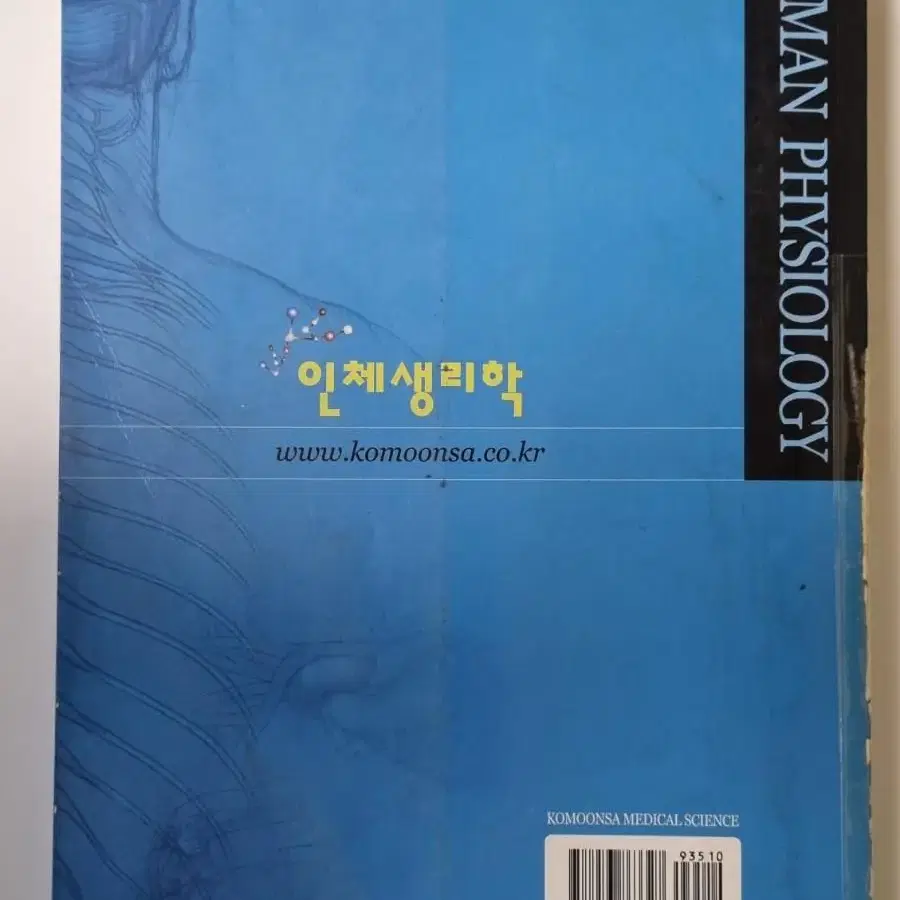 MAN PHYSIOLOGY
인체생리학
www.komoonsa.co.kr
KOMOONSA MEDICAL SCIENCE
93510